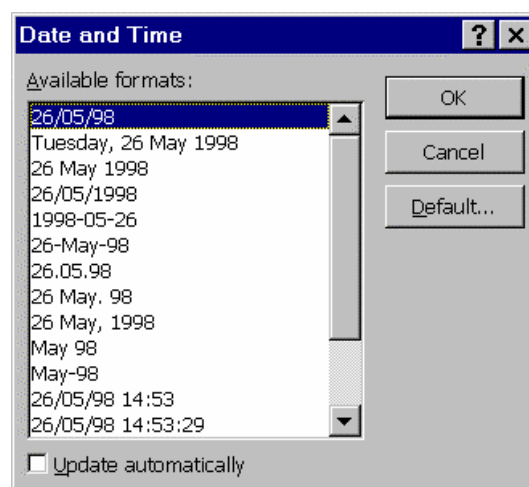 Date and Time
Available formats:
26/05/98
Tuesday, 26 May 1998
26 May 1998
26/05/1998
1998-05-26
26-May-98
26.05.98
26 May. 98
26 May, 1998
May 98
May-98
26/05/98 14:53
26/05/98 14:53:29
Update automatically
OK
Cancel
Default...